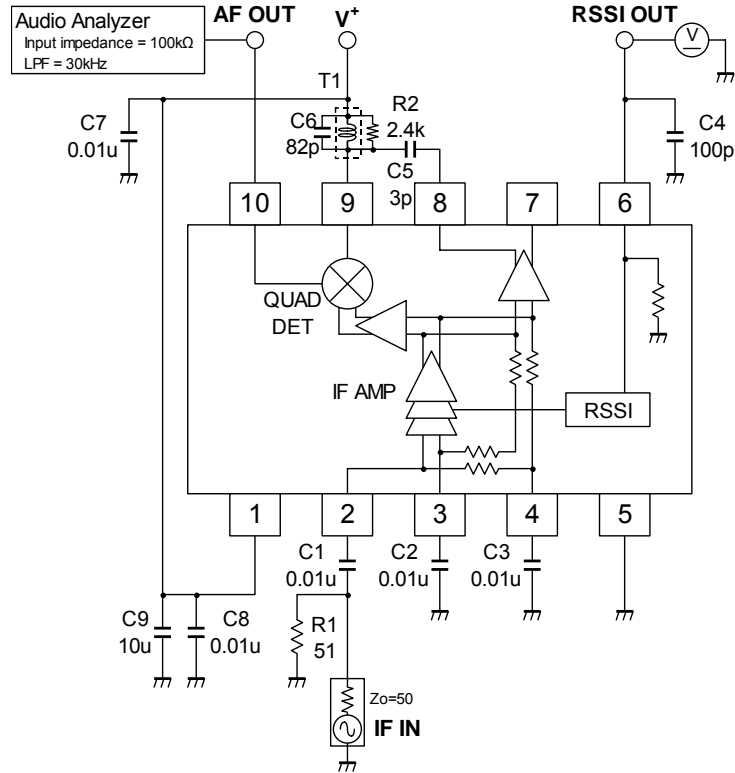 Audio Analyzer
Input impedance = 100kΩ
LPF = 30kHz
AF OUT
V+
RSSI OUT
V
T1
C7
0.01u
C6
82p
R2
2.4k
C5
3p
C4
100p
10
9
8
7
6
QUAD
DET
IF AMP
RSSI
1
2
3
4
5
C1
0.01u
C2
0.01u
C3
0.01u
C9
10u
C8
0.01u
R1
51
Zo=50
IF IN